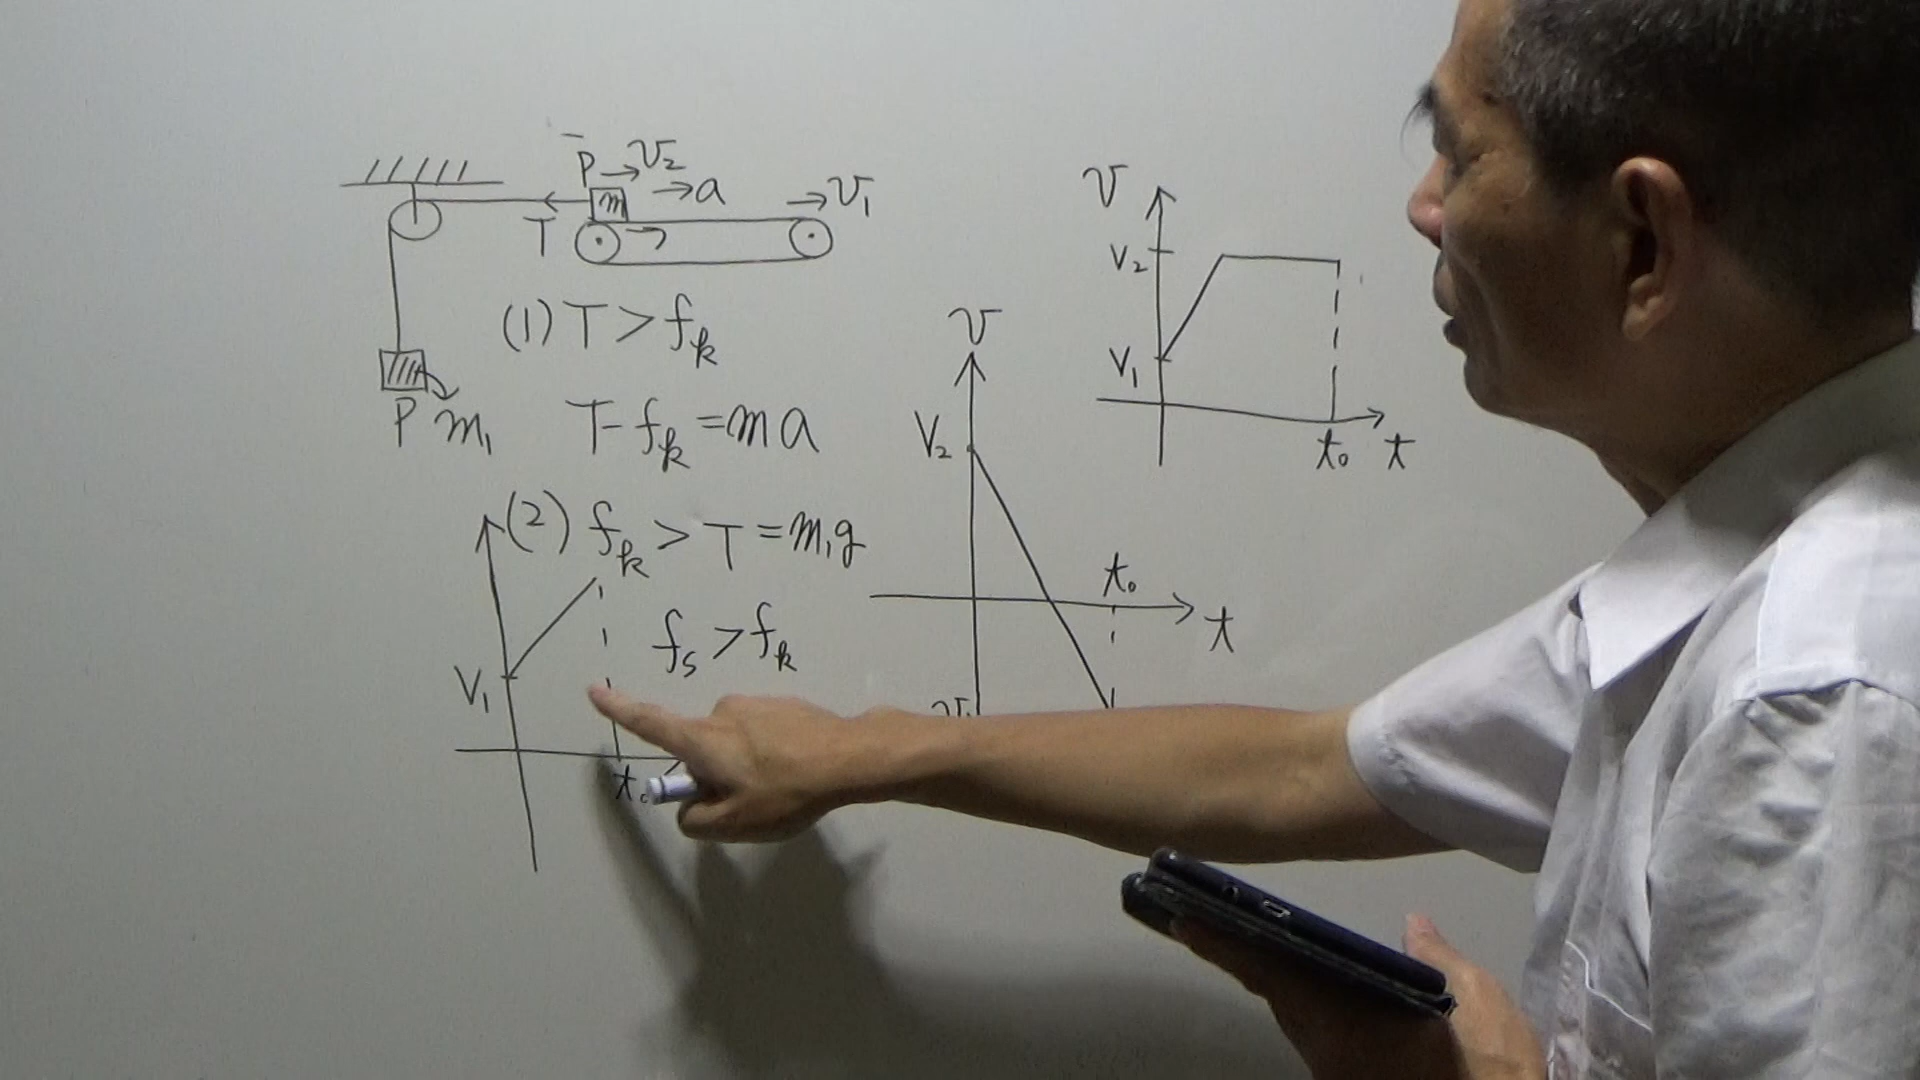 P → v₂
m → a
→ v₁
T
(1) T > fₖ
P m₁
T - fₖ = ma
(2) fₖ > T = m₁g
fₛ > fₖ
V₁
t₀
v
V₂
t₀
t
v
V₂
V₁
t₀ t